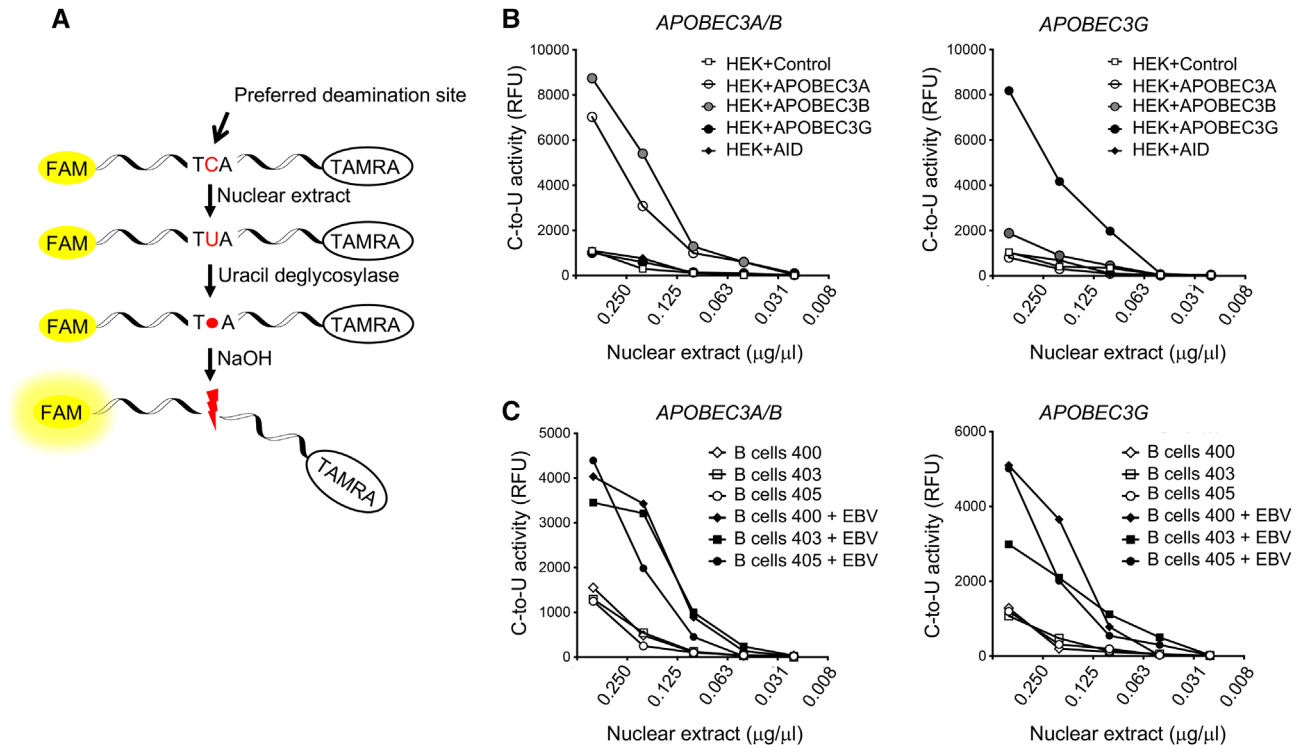 A
Preferred deamination site
FAM TCA TAMRA
Nuclear extract
FAM TUA TAMRA
Uracil deglycosylase
FAM T A TAMRA
NaOH
FAM
TAMRA
B
APOBEC3A/B
C-to-U activity (RFU)
10000
8000
6000
4000
2000
0
HEK+Control
HEK+APOBEC3A
HEK+APOBEC3B
HEK+APOBEC3G
HEK+AID
0.250 0.125 0.063 0.031 0.008
Nuclear extract (µg/µl)
APOBEC3G
C-to-U activity (RFU)
10000
8000
6000
4000
2000
0
HEK+Control
HEK+APOBEC3A
HEK+APOBEC3B
HEK+APOBEC3G
HEK+AID
0.250 0.125 0.063 0.031 0.008
Nuclear extract (µg/µl)
C
APOBEC3A/B
C-to-U activity (RFU)
5000
4000
3000
2000
1000
0
B cells 400
B cells 403
B cells 405
B cells 400 + EBV
B cells 403 + EBV
B cells 405 + EBV
0.250 0.125 0.063 0.031 0.008
Nuclear extract (µg/µl)
APOBEC3G
C-to-U activity (RFU)
6000
4000
2000
0
B cells 400
B cells 403
B cells 405
B cells 400 + EBV
B cells 403 + EBV
B cells 405 + EBV
0.250 0.125 0.063 0.031 0.008
Nuclear extract (µg/µl)